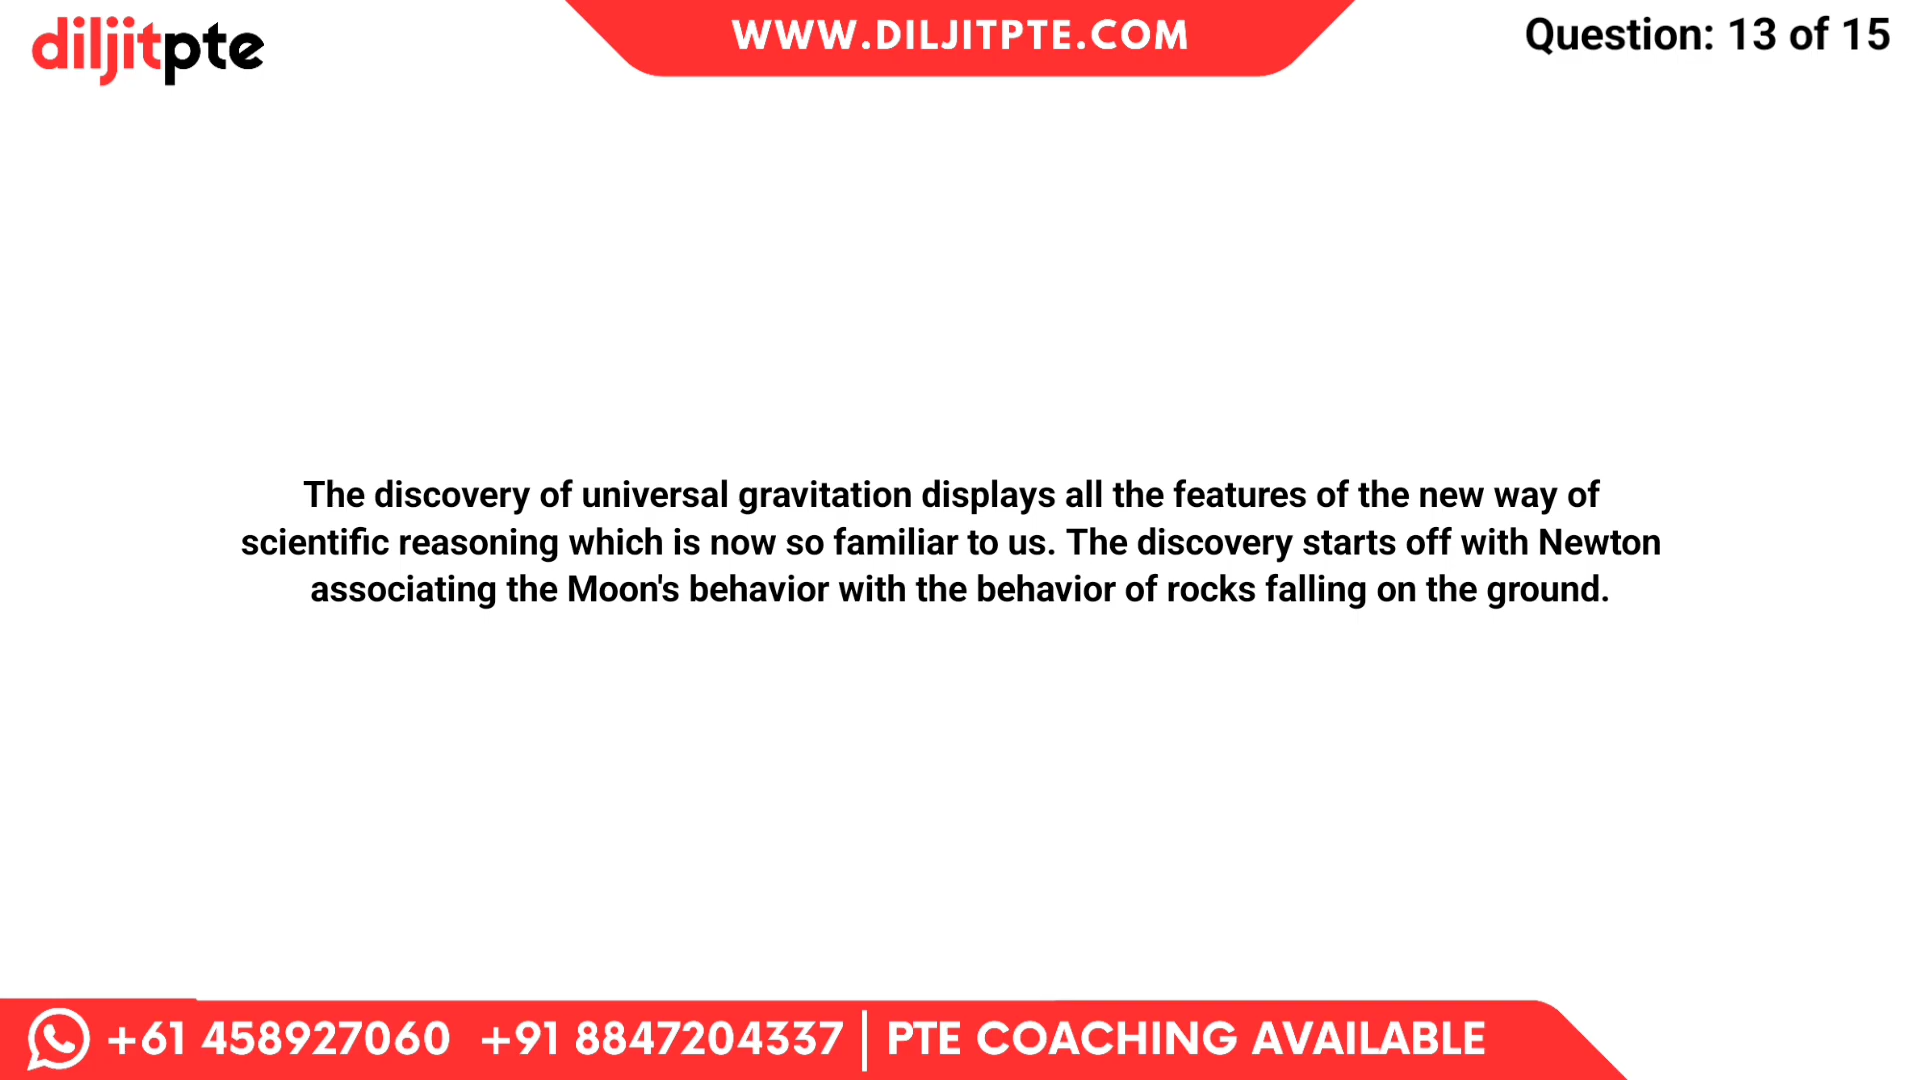 diljitpte
WWW.DILJITPTE.COM
Question: 13 of 15
The discovery of universal gravitation displays all the features of the new way of
scientific reasoning which is now so familiar to us. The discovery starts off with Newton
associating the Moon's behavior with the behavior of rocks falling on the ground.
+61 458927060 +91 8847204337 | PTE COACHING AVAILABLE